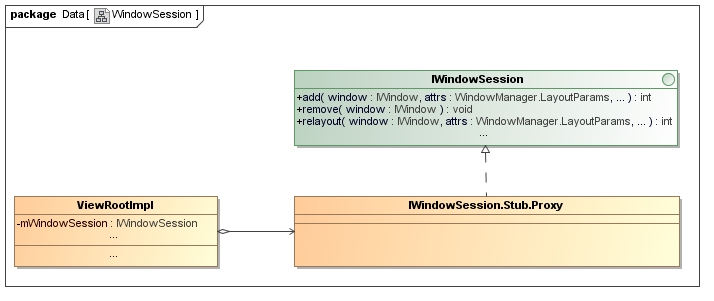 package Data[ IWindowSession ]
IWindowSession
+add( window : IWindow, attrs : WindowManager.LayoutParams, ... ) : int
+remove( window : IWindow ) : void
+relayout( window : IWindow, attrs : WindowManager.LayoutParams, ... ) : int
...
ViewRootImpl
-mWindowSession : IWindowSession
...
...
IWindowSession.Stub.Proxy